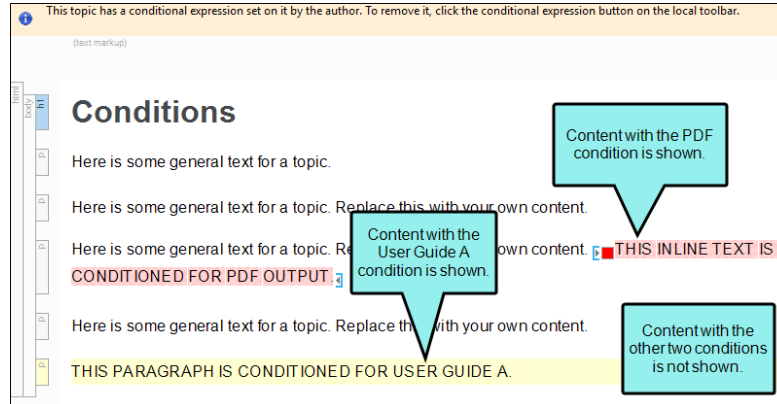 This topic has a conditional expression set on it by the author. To remove it, click the conditional expression button on the local toolbar.
(text markup)
html
body
h1
Conditions
Content with the PDF
condition is shown.
p
Here is some general text for a topic.
p
Here is some general text for a topic. Replace this with your own content.
p
Here is some general text for a topic. Re
own content.
THIS INLINE TEXT IS
CONDITIONED FOR PDF OUTPUT.
Content with the
User Guide A
condition is shown.
p
Here is some general text for a topic. Replace th
with your own content.
p
THIS PARAGRAPH IS CONDITIONED FOR USER GUIDE A.
Content with the
other two conditions
is not shown.